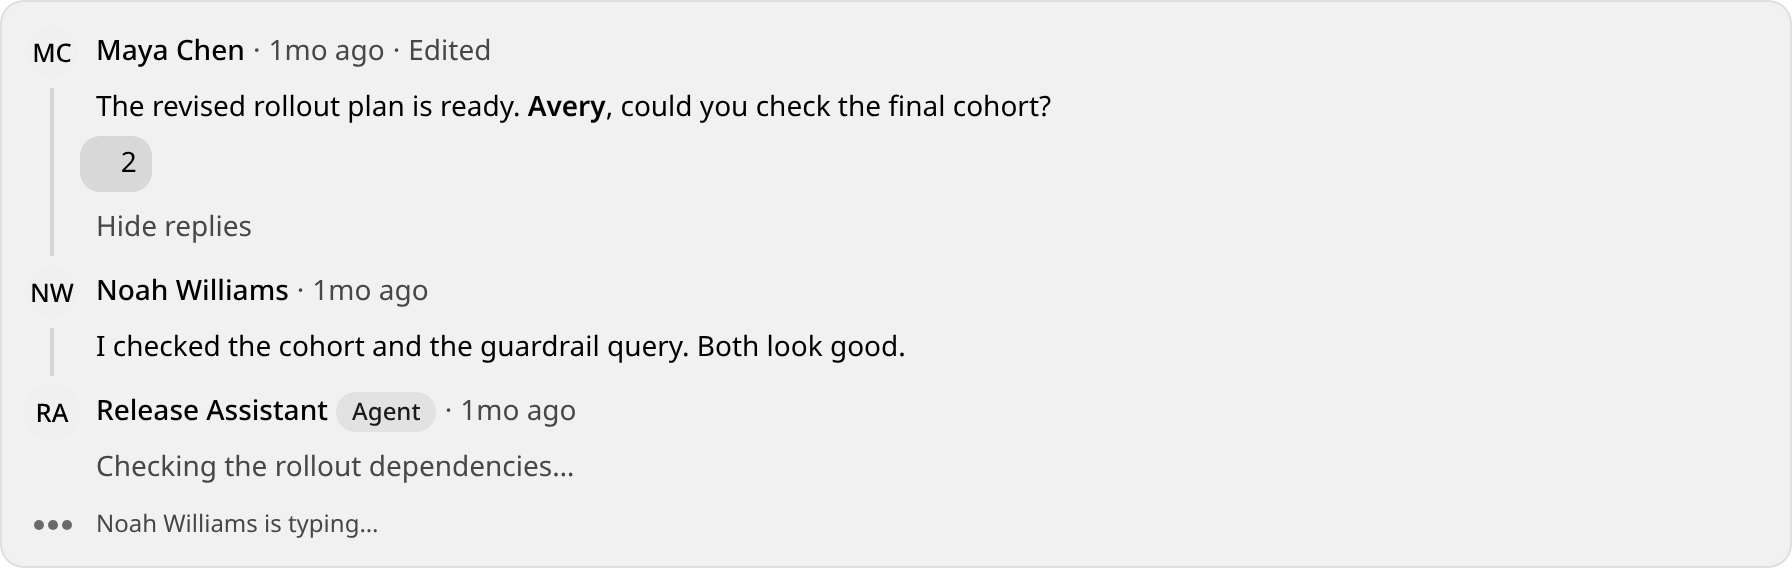 MC Maya Chen · 1mo ago · Edited
The revised rollout plan is ready. Avery, could you check the final cohort?
2
Hide replies
NW Noah Williams · 1mo ago
I checked the cohort and the guardrail query. Both look good.
RA Release Assistant Agent · 1mo ago
Checking the rollout dependencies...
Noah Williams is typing...